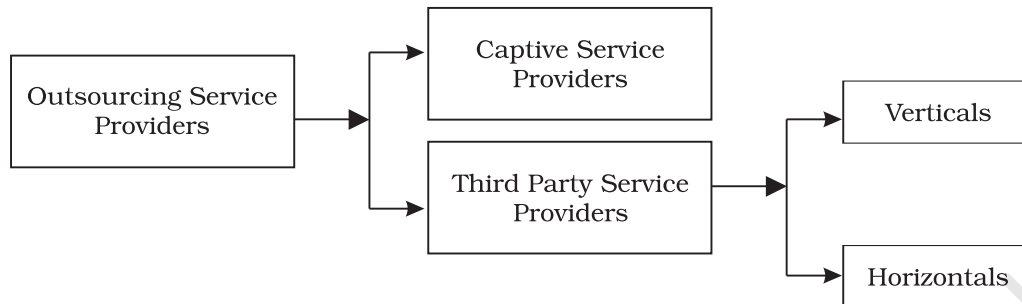 Outsourcing Service
Providers
Captive Service
Providers
Third Party Service
Providers
Verticals
Horizontals